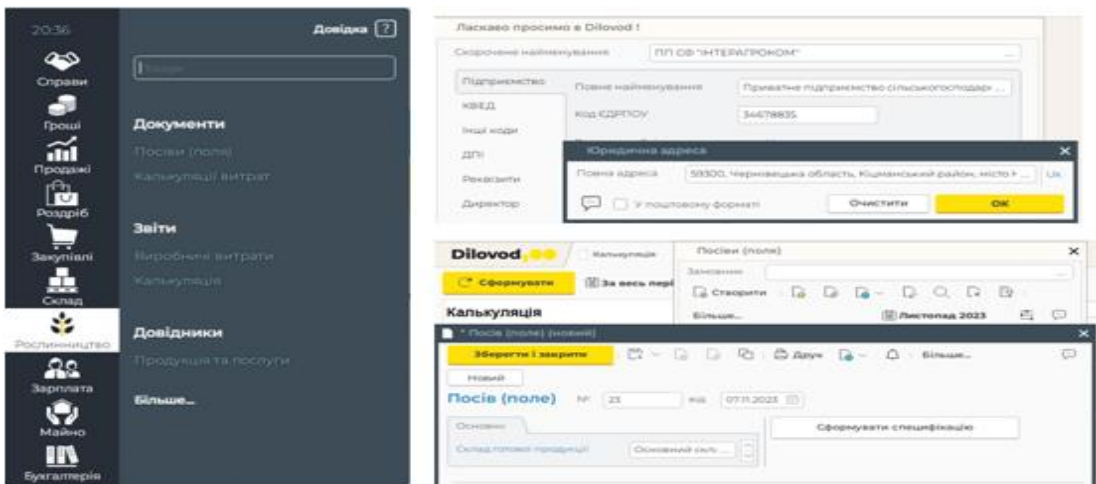 20:36
Довідка ?
Пошук
Справи
Гроші
Продажі
Роздріб
Закупівлі
Склад
Рослинництво
Зарплата
Майно
Бухгалтерія
Документи
Посіви (поля)
Калькуляції витрат
Звіти
Виробничі витрати
Калькуляція
Довідники
Продукція та послуги
Більше...
Ласкаво просимо в Dilovod !
Скорочене найменування ПП СФ "ІНТЕРАГРОКОМ" ...
Підприємство
КВЕД
Інші коди
ДПІ
Реквізити
Директор
Повне найменування Приватне підприємство сільськогосподар ...
Код ЄДРПОУ 34678835
Юридична адреса
Повна адреса 59300, Чернівецька область, Кіцманський район, місто К ... UA
У поштовому форматі Очистити OK
Dilovod Калькуляція
Сформувати За весь пері
Калькуляція
Посіви (поля)
Замовник ...
Створити
Більше... Листопад 2023
* Посів (поле) (новий)
Зберегти і закрити Друк Більше...
Новий
Посів (поле) № 23 від 07.11.2023
Основне
Сформувати специфікацію
Склад готової продукції Основний скл ...